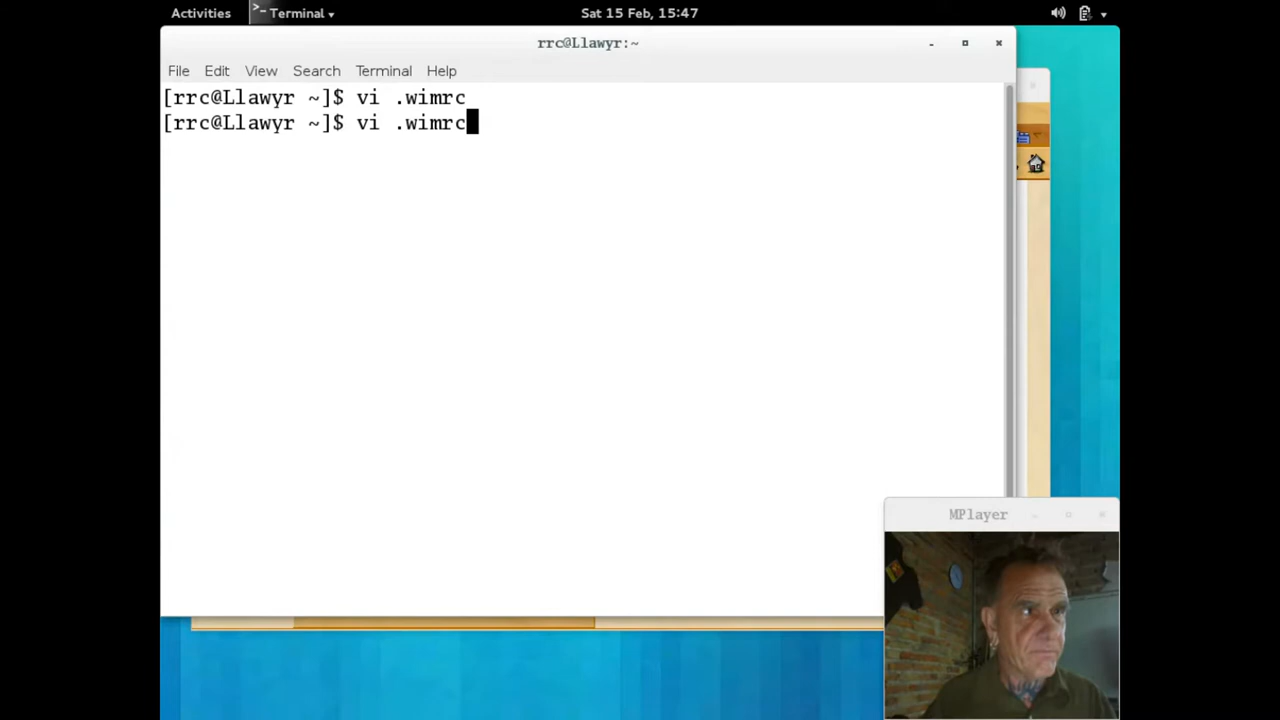 Activities Terminal Sat 15 Feb, 15:47
rrc@Llawyr:~
File Edit View Search Terminal Help
[rrc@Llawyr ~]$ vi .wimrc
[rrc@Llawyr ~]$ vi .wimrc
MPlayer